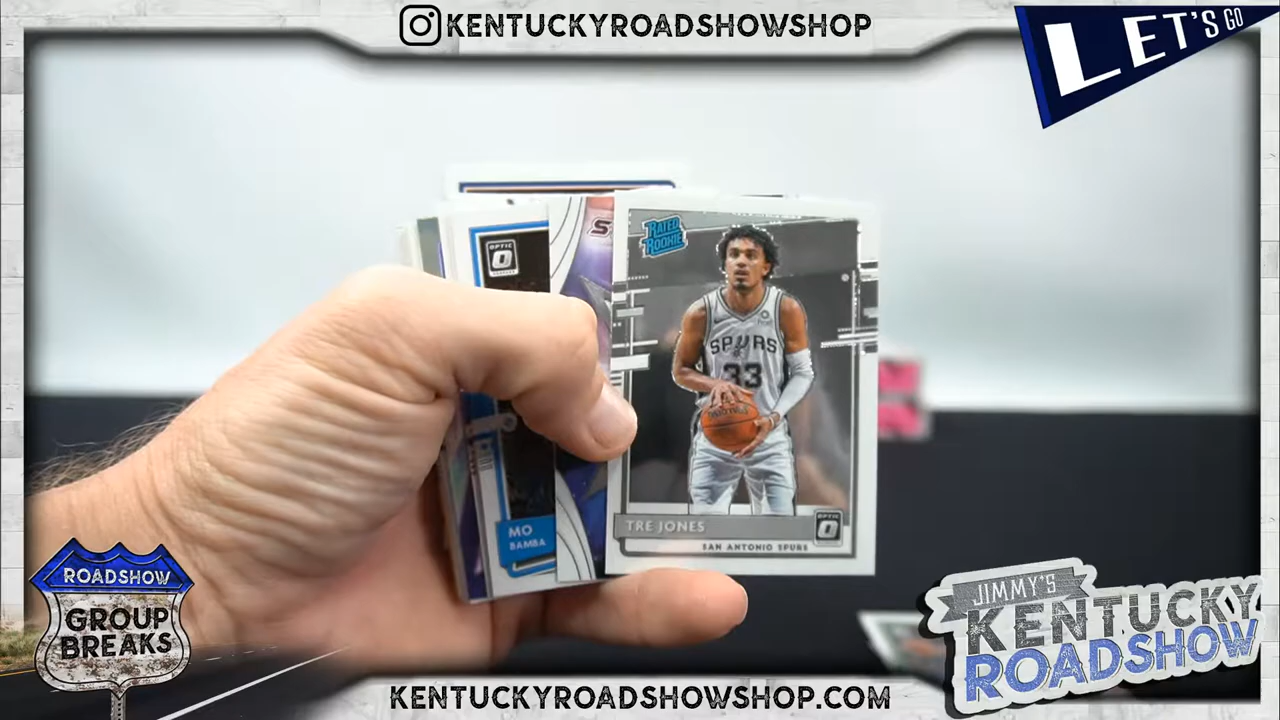 KENTUCKYROADSHOWSHOP
LET'S GO
RATED
ROOKIE
OPTIC
S
SPURS
33
MO
BAMBA
TRE JONES
OPTIC
SAN ANTONIO SPURS
ROADSHOW
GROUP
BREAKS
JIMMY'S
KENTUCKY
ROADSHOW
KENTUCKYROADSHOWSHOP.COM